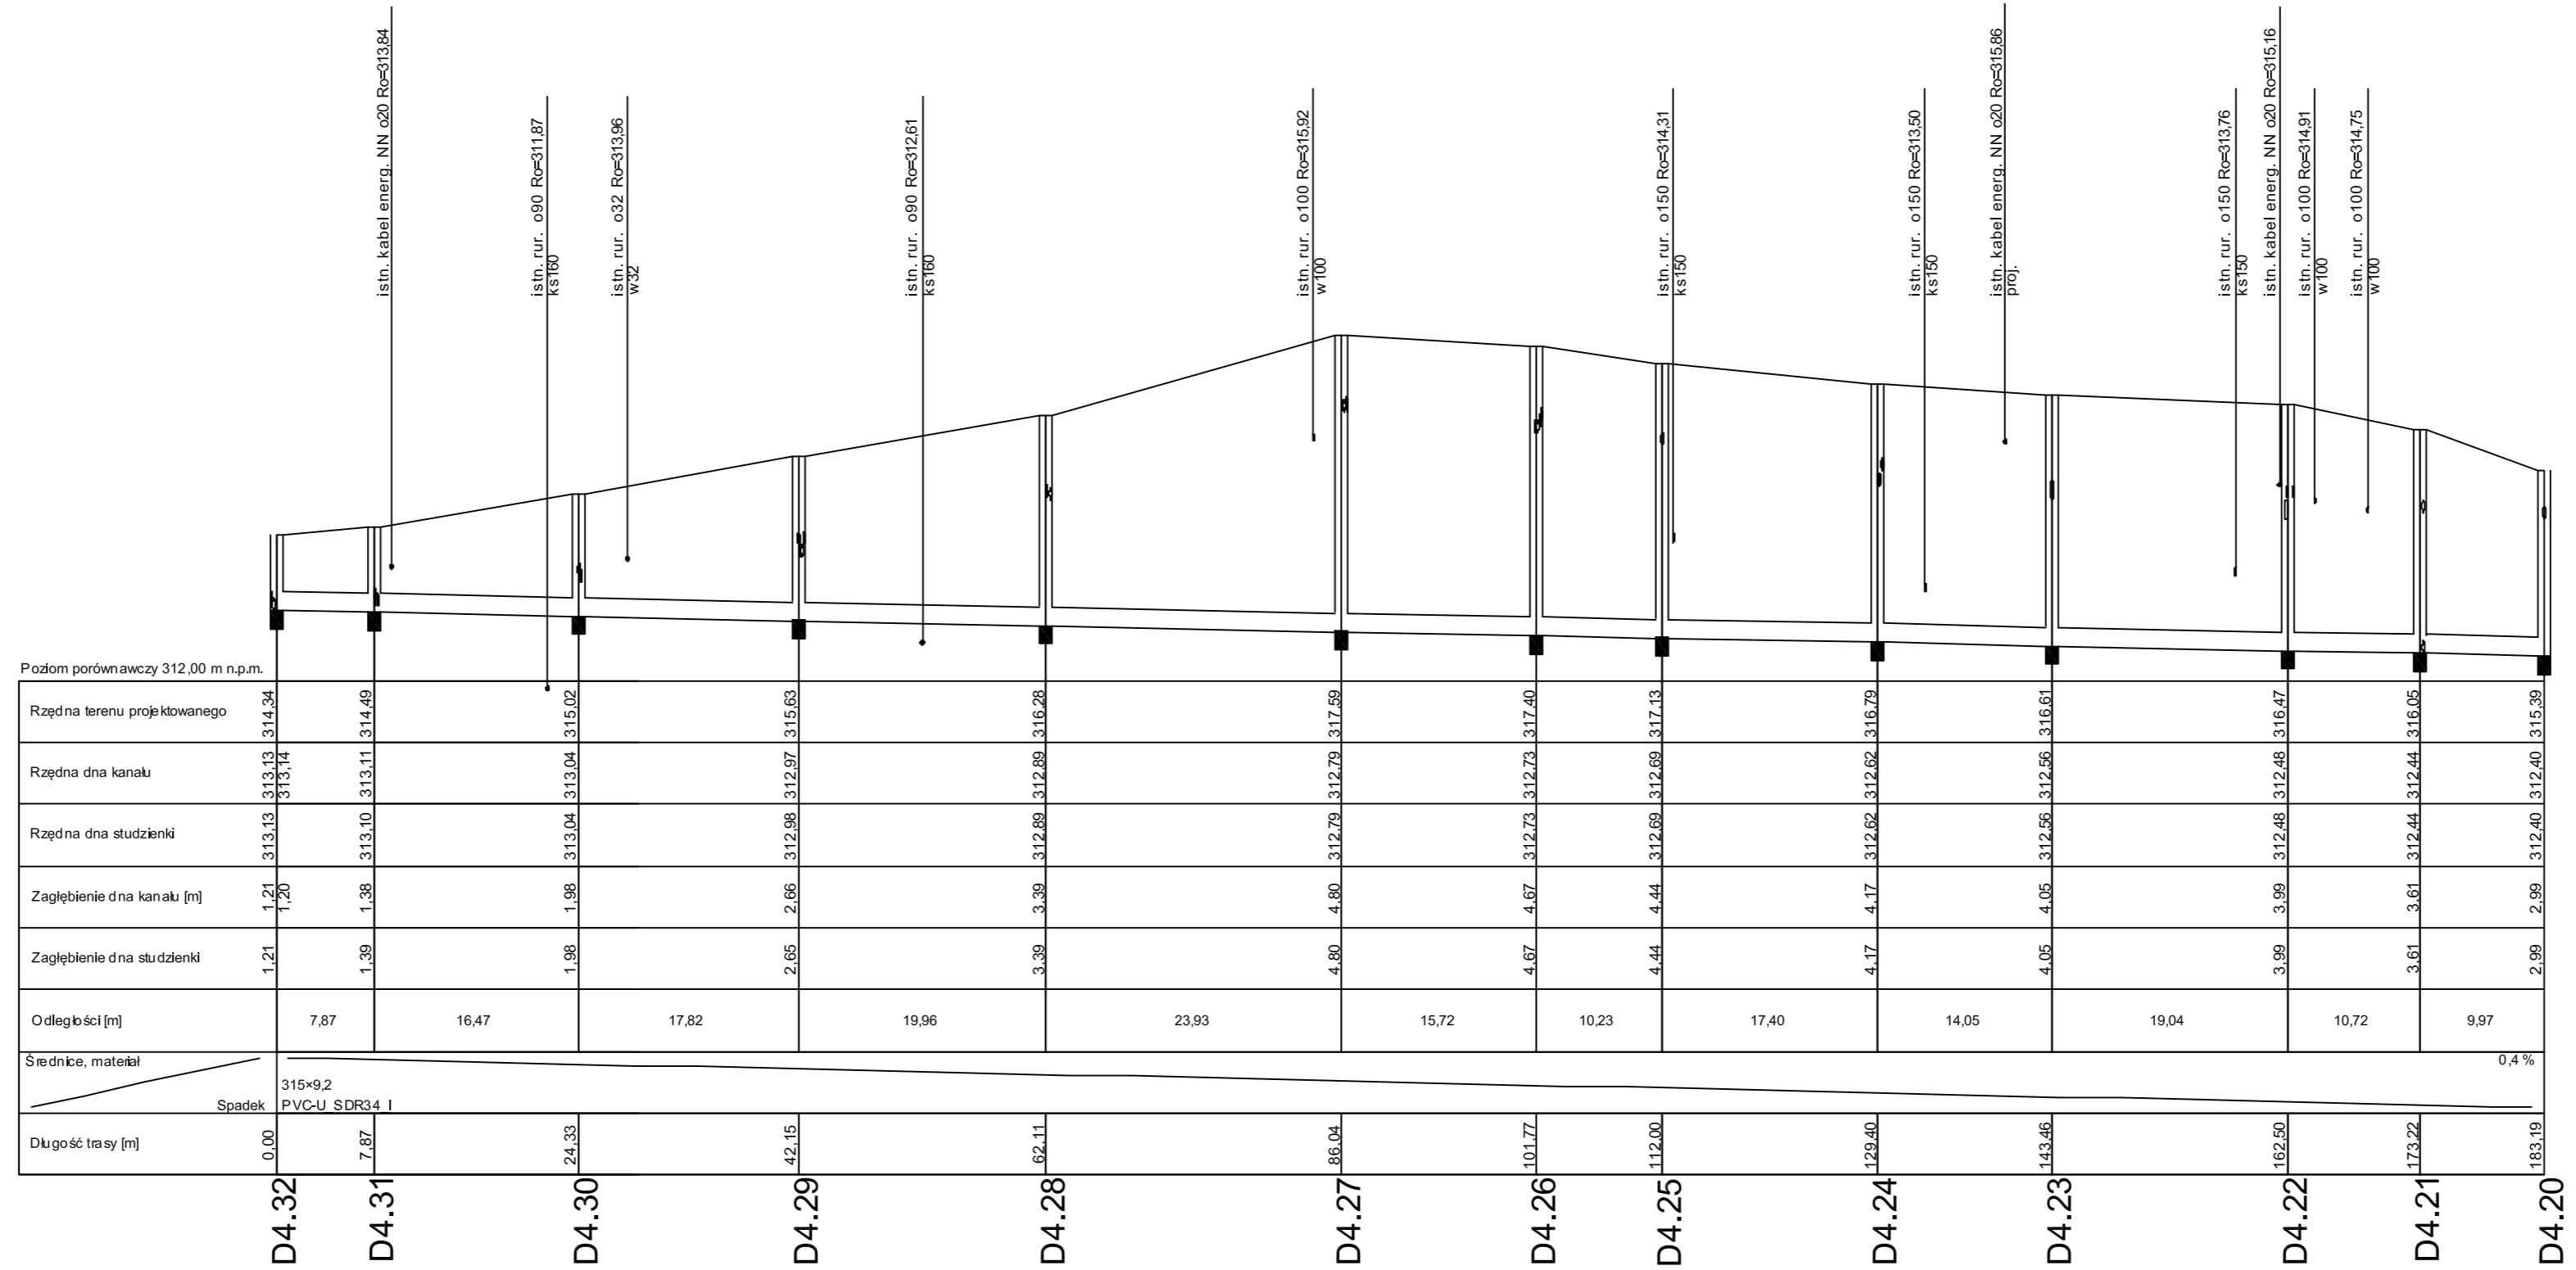 istn. kabel energ. NN o20 Ro=313,84
istn. rur. o90 Ro=311,87
ks160
istn. rur. o32 Ro=313,96
w32
istn. rur. o90 Ro=312,61
ks160
istn. rur. o100 Ro=315,92
w100
istn. rur. o150 Ro=314,31
ks150
istn. rur. o150 Ro=313,50
ks150
istn. kabel energ. NN o20 Ro=315,86
proj.
istn. rur. o150 Ro=313,76
ks150
istn. kabel energ. NN o20 Ro=315,16
istn. rur. o100 Ro=314,91
w100
istn. rur. o100 Ro=314,75
w100
Poziom porównawczy 312,00 m n.p.m.
Rzędna terenu projektowanego 314,34 314,49 315,02 315,63 316,28 317,59 317,40 317,13 316,79 316,61 316,47 316,05 315,39
Rzędna dna kanału 313,13 313,14 313,11 313,04 312,97 312,89 312,79 312,73 312,69 312,62 312,56 312,48 312,44 312,40
Rzędna dna studzienki 313,13 313,10 313,04 312,98 312,89 312,79 312,73 312,69 312,62 312,56 312,48 312,44 312,40
Zagłębienie dna kanału [m] 1,21 1,20 1,38 1,98 2,66 3,39 4,80 4,67 4,44 4,17 4,05 3,99 3,61 2,99
Zagłębienie dna studzienki 1,21 1,39 1,98 2,65 3,39 4,80 4,67 4,44 4,17 4,05 3,99 3,61 2,99
Odległości [m] 7,87 16,47 17,82 19,96 23,93 15,72 10,23 17,40 14,05 19,04 10,72 9,97
Średnice, materiał 0,4 %
315×9,2
Spadek PVC-U_SDR34_l
Długość trasy [m] 0,00 7,87 24,33 42,15 62,11 86,04 101,77 112,00 129,40 143,46 162,50 173,22 183,19
D4.32 D4.31 D4.30 D4.29 D4.28 D4.27 D4.26 D4.25 D4.24 D4.23 D4.22 D4.21 D4.20